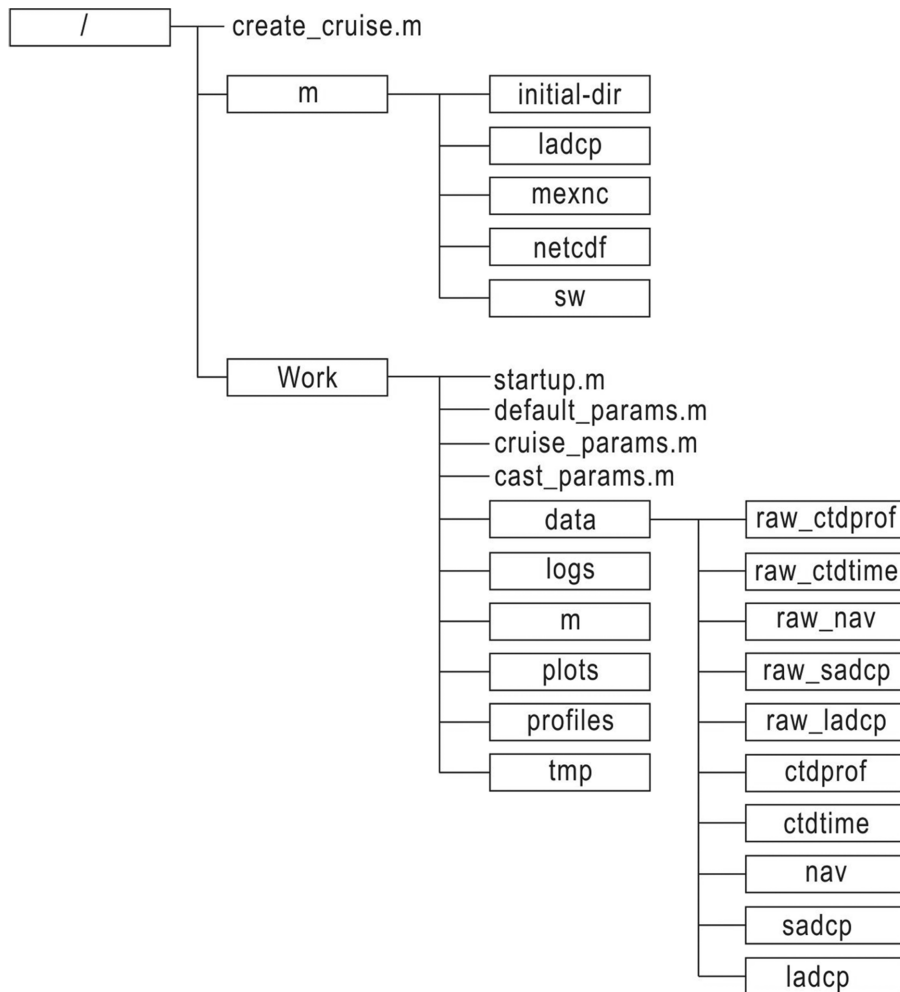 /
create_cruise.m
m
initial-dir
ladcp
mexnc
netcdf
sw
Work
startup.m
default_params.m
cruise_params.m
cast_params.m
data
raw_ctdprof
raw_ctdtime
raw_nav
raw_sadcp
raw_ladcp
ctdprof
ctdtime
nav
sadcp
ladcp
logs
m
plots
profiles
tmp